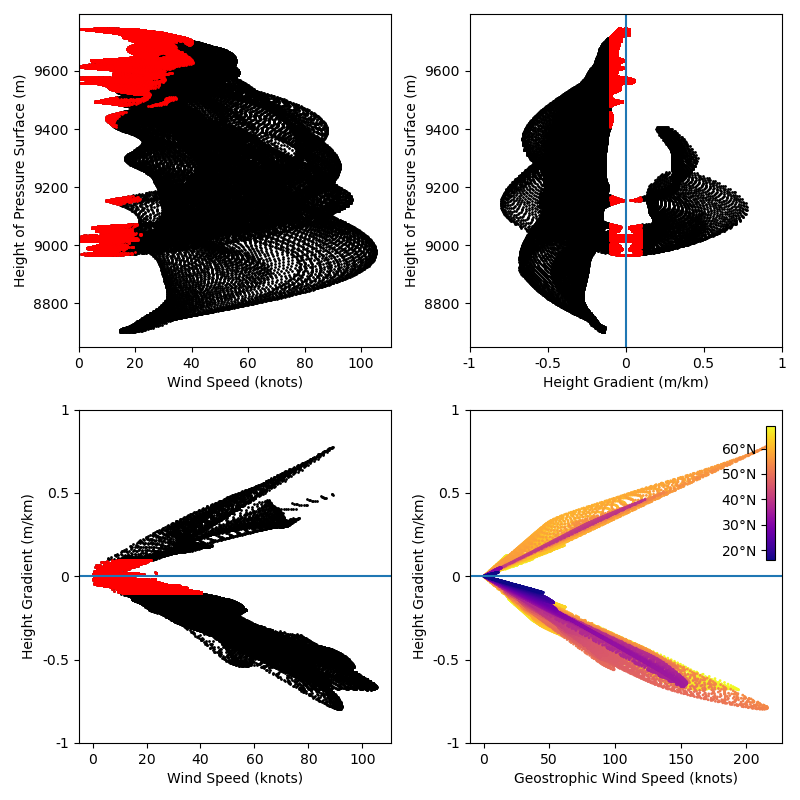 9600
9400
9200
9000
8800
Height of Pressure Surface (m)
0 20 40 60 80 100
Wind Speed (knots)
9600
9400
9200
9000
8800
Height of Pressure Surface (m)
-1 -0.5 0 0.5 1
Height Gradient (m/km)
1
0.5
0
-0.5
-1
Height Gradient (m/km)
0 20 40 60 80 100
Wind Speed (knots)
1
0.5
0
-0.5
-1
Height Gradient (m/km)
60°N
50°N
40°N
30°N
20°N
0 50 100 150 200
Geostrophic Wind Speed (knots)